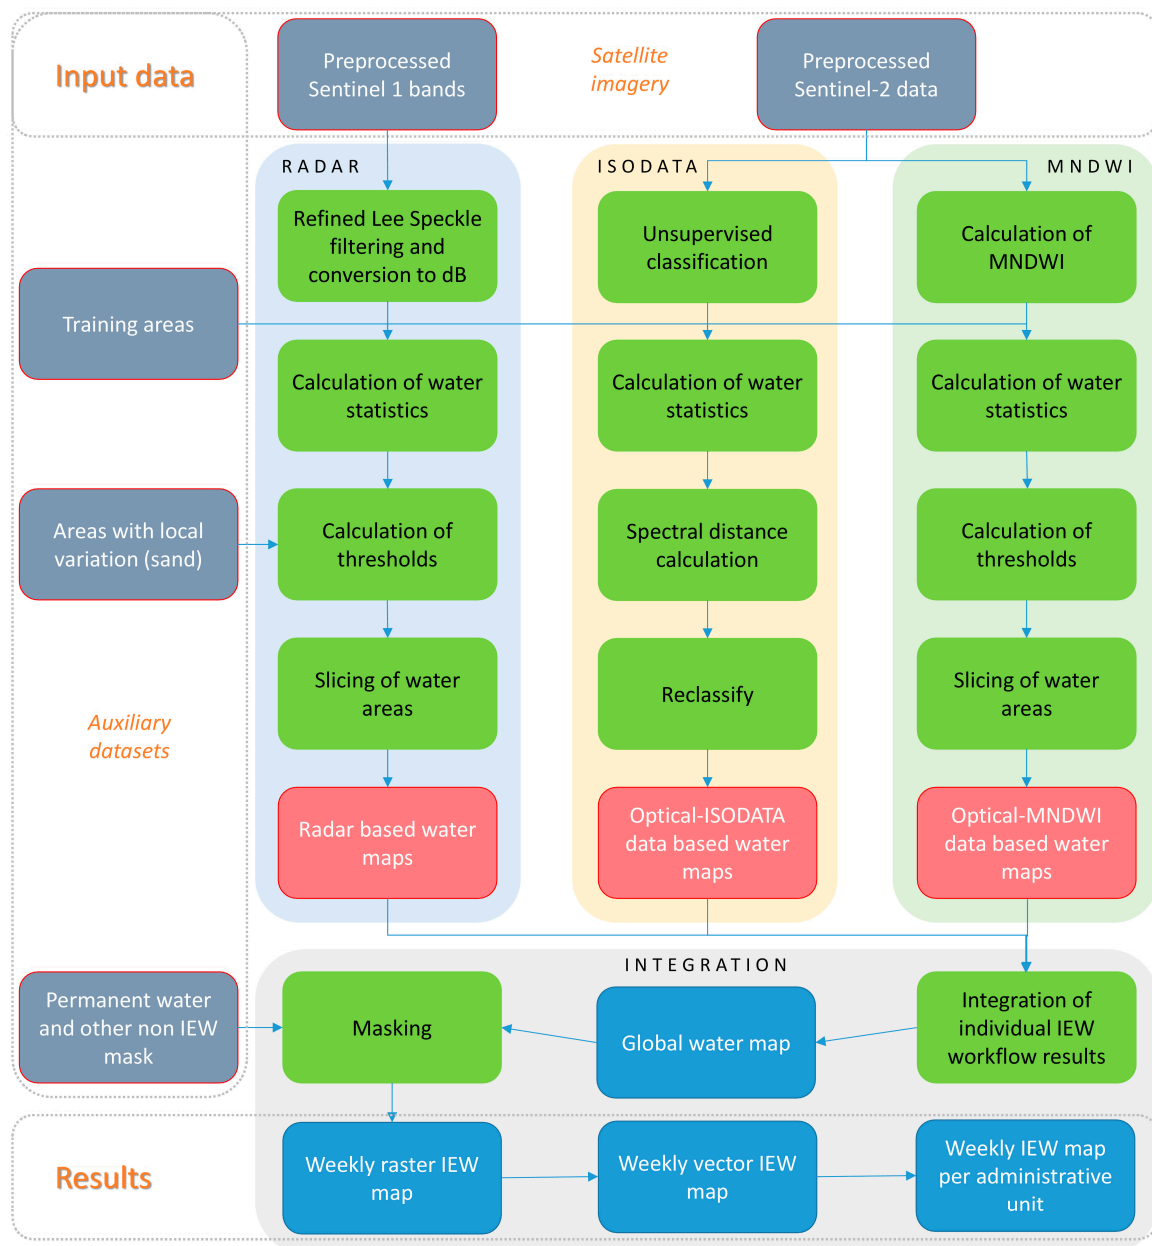 Input data
Preprocessed
Sentinel 1 bands
Satellite
imagery
Preprocessed
Sentinel-2 data
RADAR
ISODATA
MNDWI
Refined Lee Speckle
filtering and
conversion to dB
Unsupervised
classification
Calculation of
MNDWI
Training areas
Calculation of water
statistics
Calculation of water
statistics
Calculation of water
statistics
Areas with local
variation (sand)
Calculation of
thresholds
Spectral distance
calculation
Calculation of
thresholds
Slicing of water
areas
Reclassify
Slicing of water
areas
Auxiliary
datasets
Radar based water
maps
Optical-ISODATA
data based water
maps
Optical-MNDWI
data based water
maps
INTEGRATION
Permanent water
and other non IEW
mask
Masking
Global water map
Integration of
individual IEW
workflow results
Results
Weekly raster IEW
map
Weekly vector IEW
map
Weekly IEW map
per administrative
unit